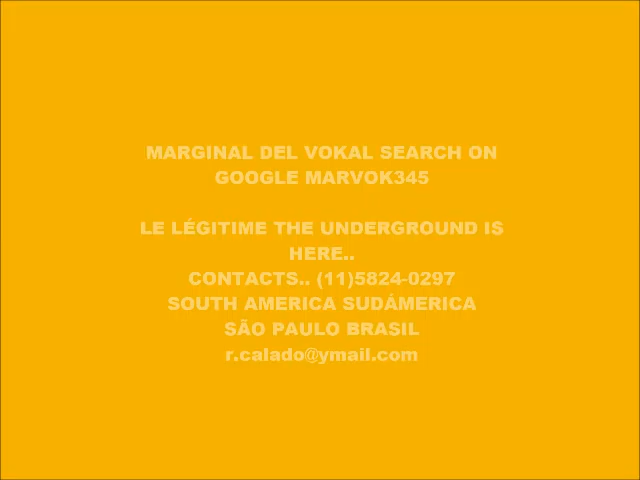 MARGINAL DEL VOKAL SEARCH ON
GOOGLE MARVOK345
LE LÉGITIME THE UNDERGROUND IS
HERE..
CONTACTS.. (11)5824-0297
SOUTH AMERICA SUDÁMERICA
SÃO PAULO BRASIL
r.calado@ymail.com